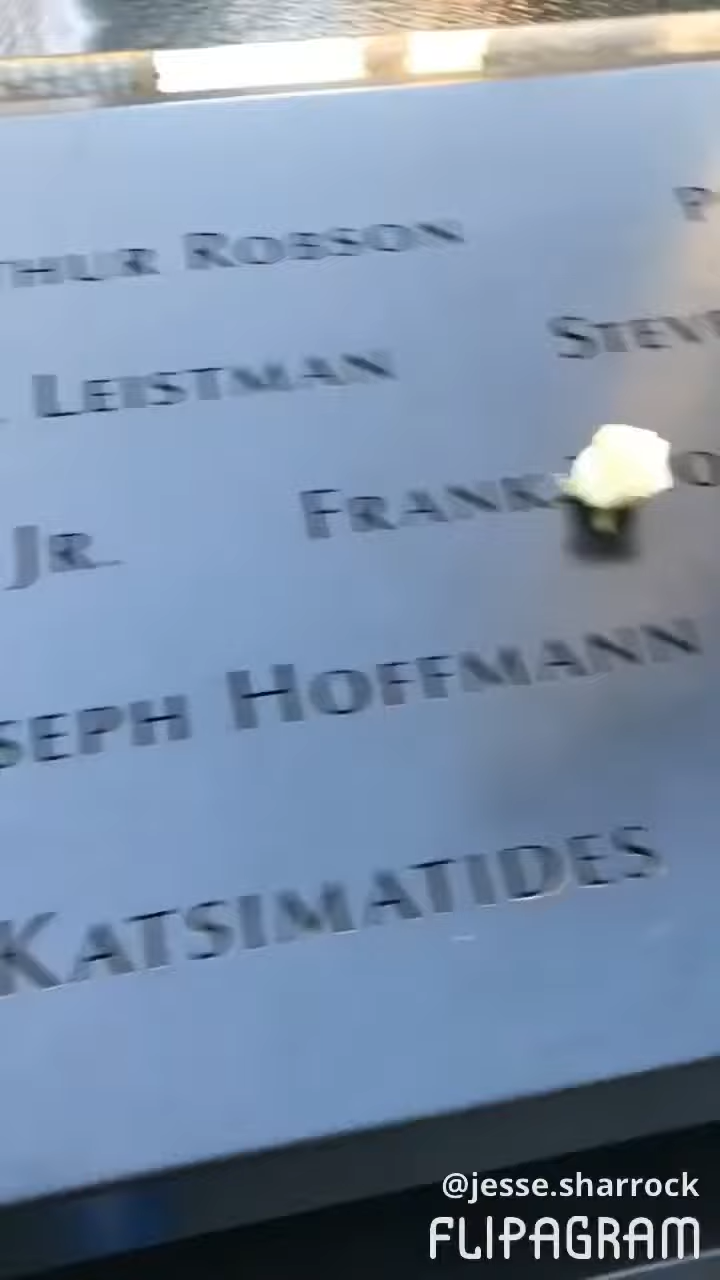 THUR ROBSON P
. LEISTMAN STEVE
JR. FRANK
SEPH HOFFMANN
KATSIMATIDES
@jesse.sharrock
FLIPAGRAM